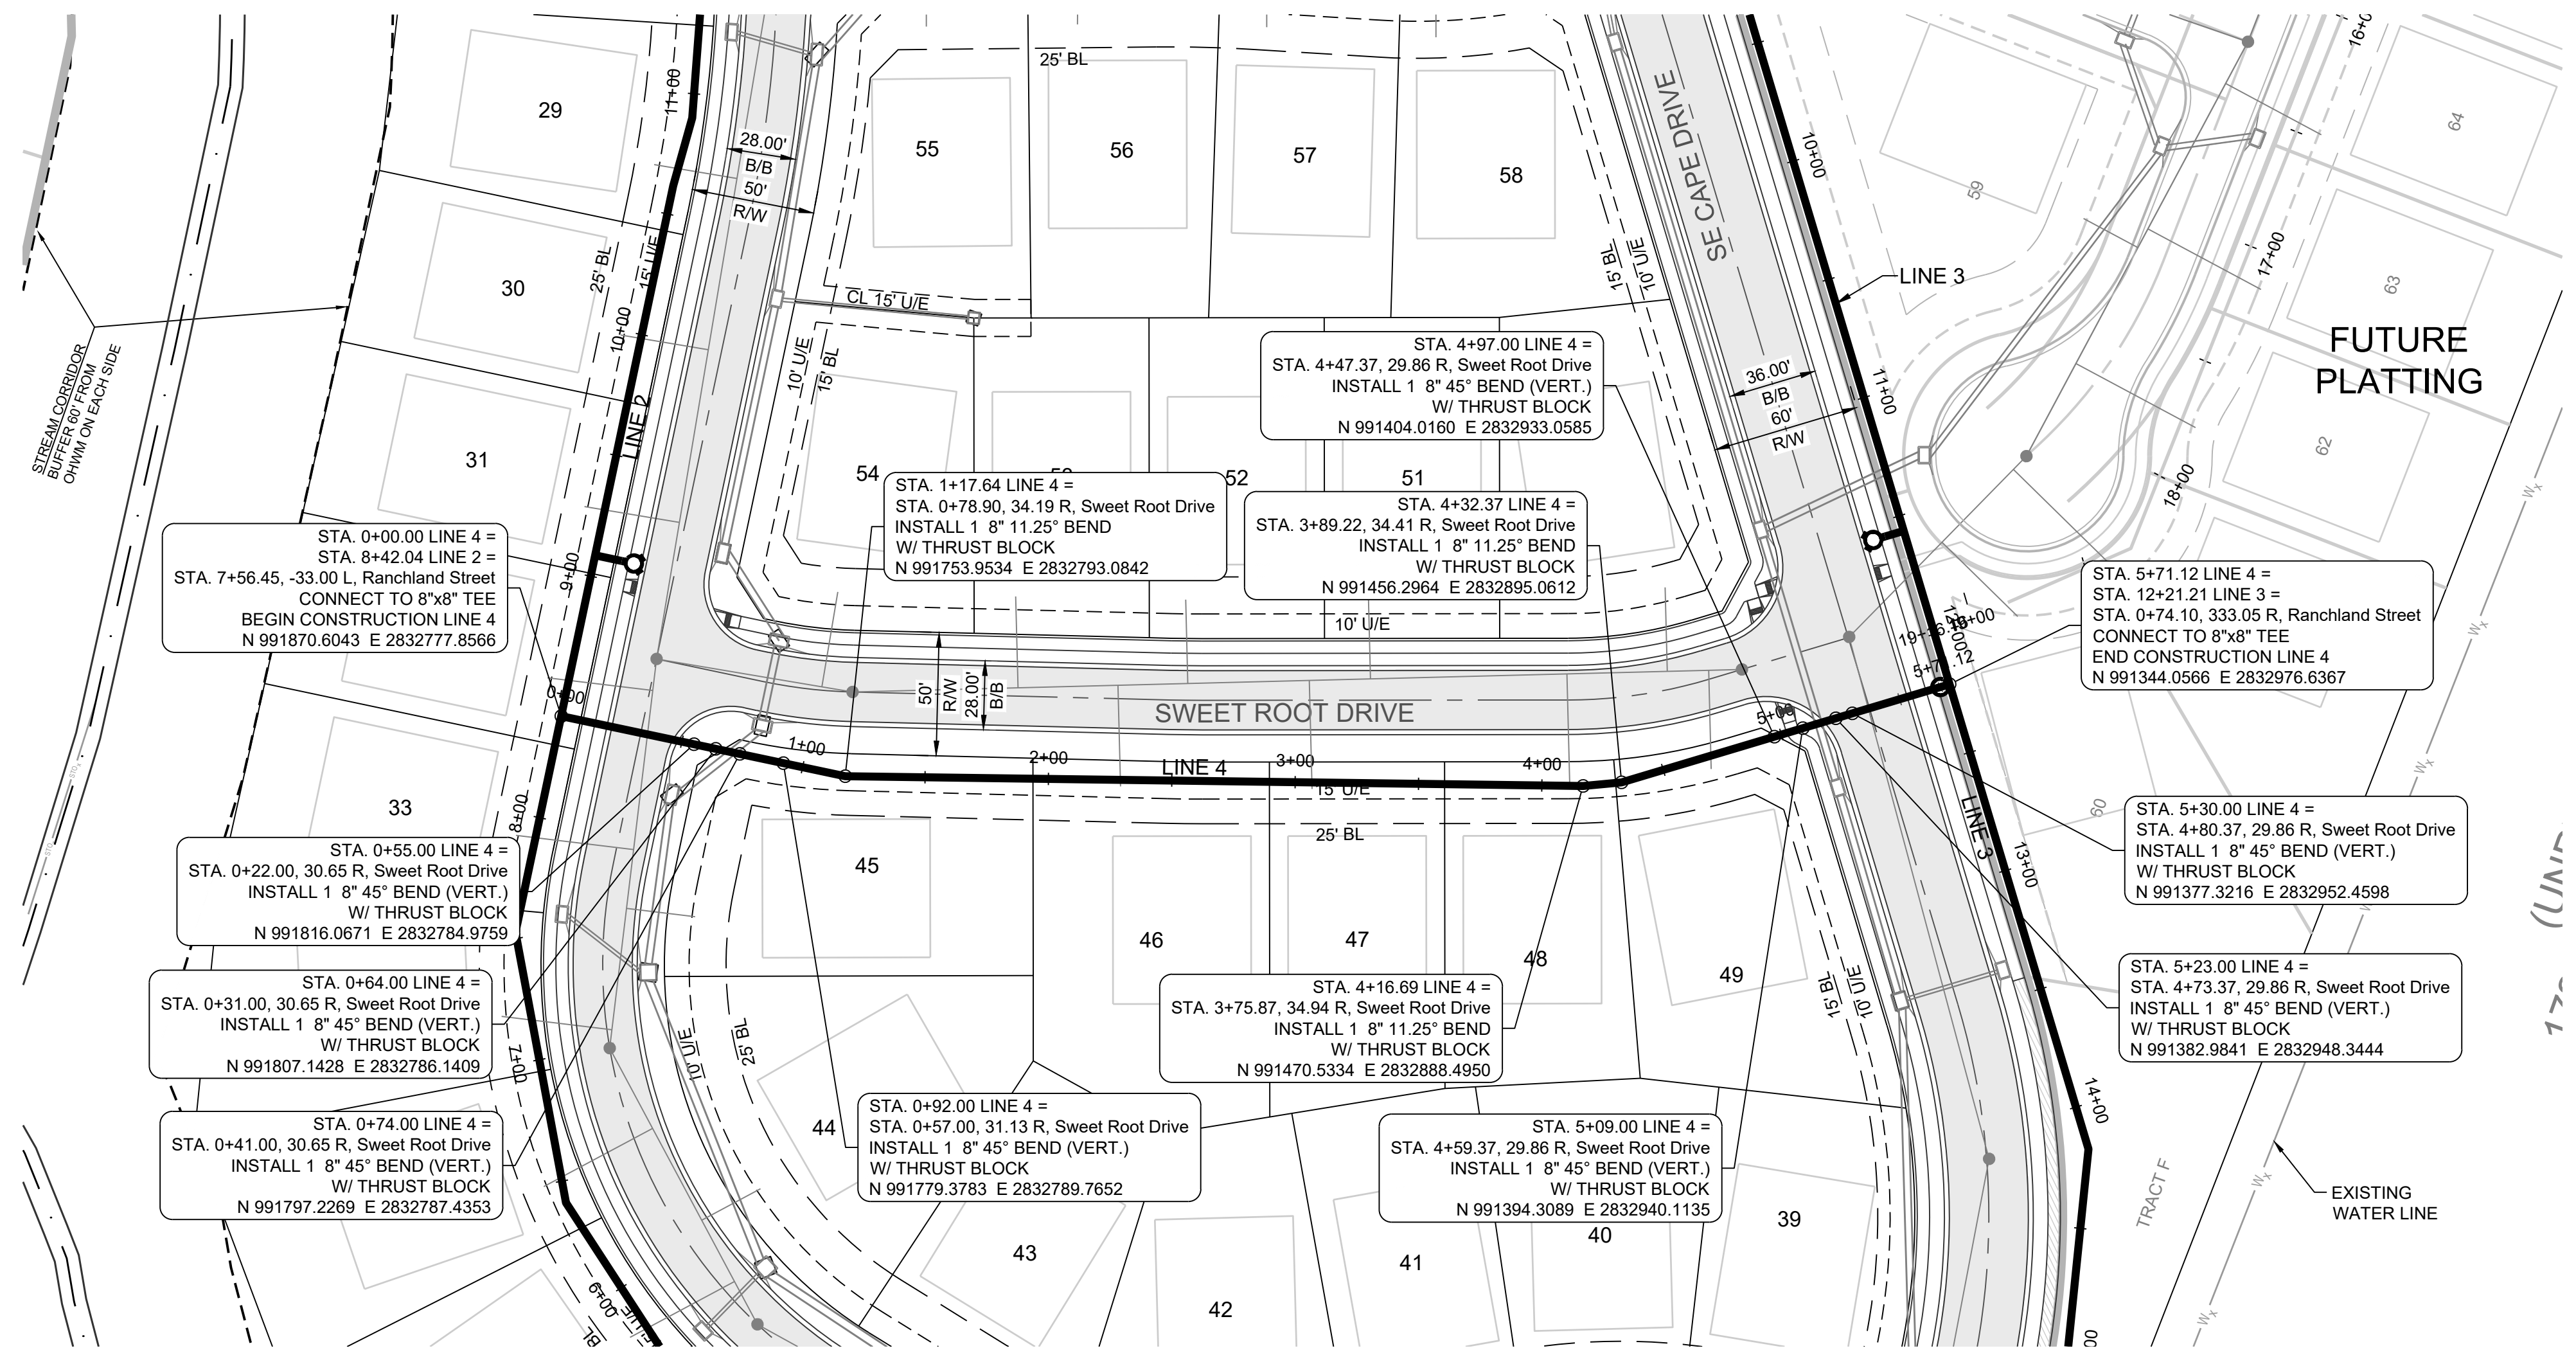 29
30
31
33
55
56
57
58
54
52
51
45
46
47
48
49
44
43
42
41
40
39
59
60
62
63
64
25' BL
11+00
28.00'
B/B
50'
R/W
25' BL
15' U/E
10+00
LINE 2
9+00
8+00
7+00
6+00
CL 15' U/E
10' U/E
15' BL
SE CAPE DRIVE
15' BL
10' U/E
10+00
LINE 3
11+00
36.00'
B/B
60'
R/W
16+0
17+00
18+00
FUTURE
PLATTING
STREAM CORRIDOR
BUFFER 60' FROM
OHWM ON EACH SIDE
STA. 4+97.00 LINE 4 =
STA. 4+47.37, 29.86 R, Sweet Root Drive
INSTALL 1 8" 45° BEND (VERT.)
W/ THRUST BLOCK
N 991404.0160 E 2832933.0585
STA. 1+17.64 LINE 4 =
STA. 0+78.90, 34.19 R, Sweet Root Drive
INSTALL 1 8" 11.25° BEND
W/ THRUST BLOCK
N 991753.9534 E 2832793.0842
STA. 4+32.37 LINE 4 =
STA. 3+89.22, 34.41 R, Sweet Root Drive
INSTALL 1 8" 11.25° BEND
W/ THRUST BLOCK
N 991456.2964 E 2832895.0612
STA. 0+00.00 LINE 4 =
STA. 8+42.04 LINE 2 =
STA. 7+56.45, -33.00 L, Ranchland Street
CONNECT TO 8"x8" TEE
BEGIN CONSTRUCTION LINE 4
N 991870.6043 E 2832777.8566
STA. 5+71.12 LINE 4 =
STA. 12+21.21 LINE 3 =
STA. 0+74.10, 333.05 R, Ranchland Street
CONNECT TO 8"x8" TEE
END CONSTRUCTION LINE 4
N 991344.0566 E 2832976.6367
10' U/E
50'
R/W
28.00'
B/B
SWEET ROOT DRIVE
0+00
1+00
2+00
LINE 4
3+00
4+00
5+00
12+00
15' U/E
25' BL
LINE 3
13+00
14+00
STA. 0+55.00 LINE 4 =
STA. 0+22.00, 30.65 R, Sweet Root Drive
INSTALL 1 8" 45° BEND (VERT.)
W/ THRUST BLOCK
N 991816.0671 E 2832784.9759
STA. 5+30.00 LINE 4 =
STA. 4+80.37, 29.86 R, Sweet Root Drive
INSTALL 1 8" 45° BEND (VERT.)
W/ THRUST BLOCK
N 991377.3216 E 2832952.4598
STA. 0+64.00 LINE 4 =
STA. 0+31.00, 30.65 R, Sweet Root Drive
INSTALL 1 8" 45° BEND (VERT.)
W/ THRUST BLOCK
N 991807.1428 E 2832786.1409
STA. 4+16.69 LINE 4 =
STA. 3+75.87, 34.94 R, Sweet Root Drive
INSTALL 1 8" 11.25° BEND
W/ THRUST BLOCK
N 991470.5334 E 2832888.4950
STA. 5+23.00 LINE 4 =
STA. 4+73.37, 29.86 R, Sweet Root Drive
INSTALL 1 8" 45° BEND (VERT.)
W/ THRUST BLOCK
N 991382.9841 E 2832948.3444
STA. 0+74.00 LINE 4 =
STA. 0+41.00, 30.65 R, Sweet Root Drive
INSTALL 1 8" 45° BEND (VERT.)
W/ THRUST BLOCK
N 991797.2269 E 2832787.4353
STA. 0+92.00 LINE 4 =
STA. 0+57.00, 31.13 R, Sweet Root Drive
INSTALL 1 8" 45° BEND (VERT.)
W/ THRUST BLOCK
N 991779.3783 E 2832789.7652
STA. 5+09.00 LINE 4 =
STA. 4+59.37, 29.86 R, Sweet Root Drive
INSTALL 1 8" 45° BEND (VERT.)
W/ THRUST BLOCK
N 991394.3089 E 2832940.1135
10' U/E
25' BL
15' BL
10' U/E
TRACT F
EXISTING
WATER LINE
BL